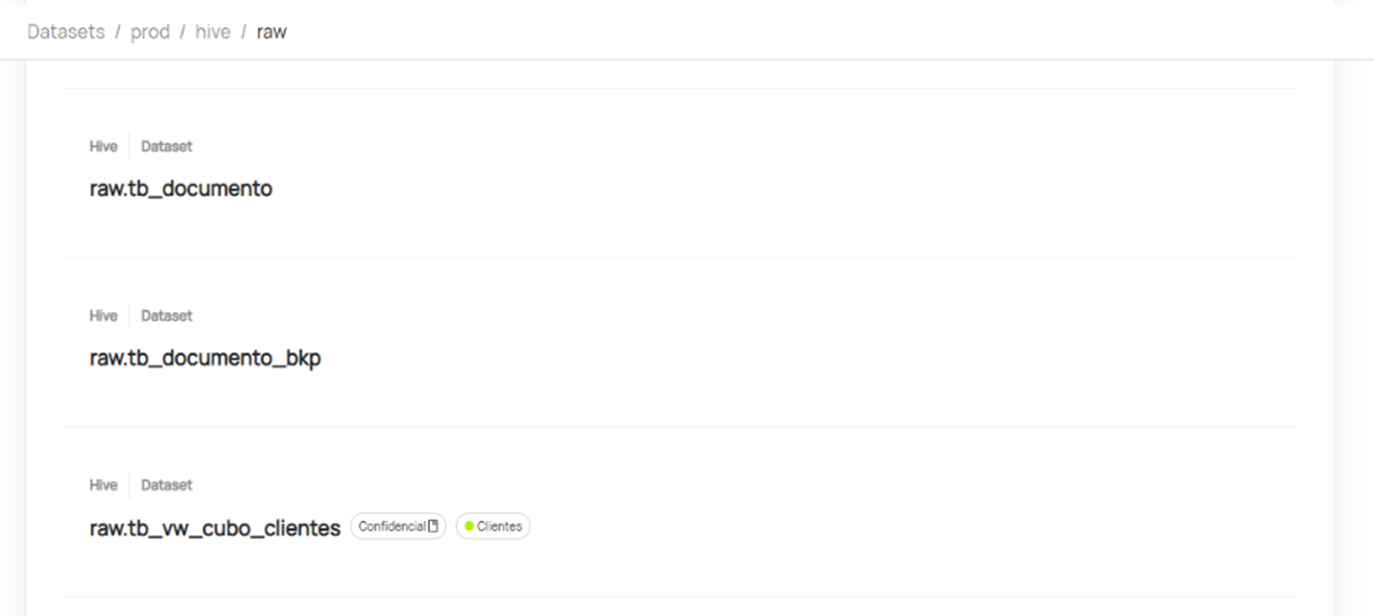 Datasets / prod / hive / raw
Hive Dataset
raw.tb_documento
Hive Dataset
raw.tb_documento_bkp
Hive Dataset
raw.tb_vw_cubo_clientes Confidencial Clientes